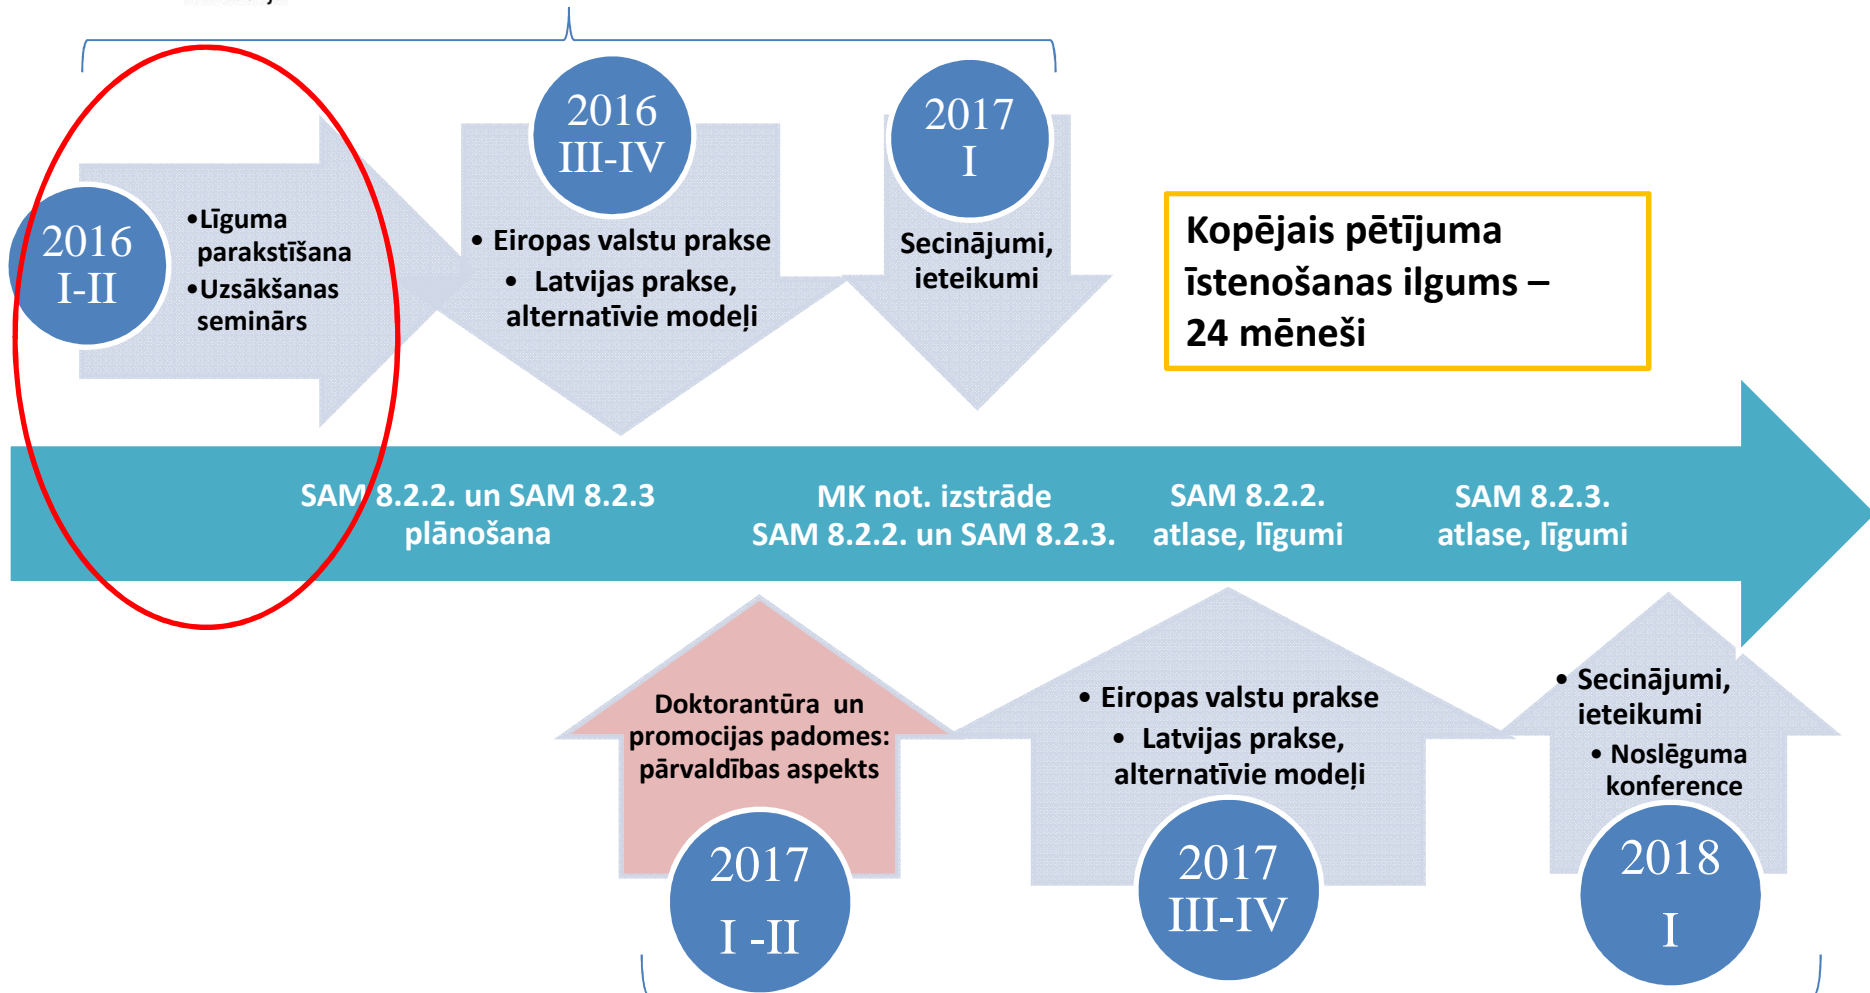 2016
I-II
•Līguma
parakstīšana
•Uzsākšanas
seminārs
2016
III-IV
• Eiropas valstu prakse
• Latvijas prakse,
alternatīvie modeļi
2017
I
Secinājumi,
ieteikumi
Kopējais pētījuma
īstenošanas ilgums –
24 mēneši
SAM 8.2.2. un SAM 8.2.3
plānošana
MK not. izstrāde
SAM 8.2.2. un SAM 8.2.3.
SAM 8.2.2.
atlase, līgumi
SAM 8.2.3.
atlase, līgumi
Doktorantūra un
promocijas padomes:
pārvaldības aspekts
2017
I -II
• Eiropas valstu prakse
• Latvijas prakse,
alternatīvie modeļi
2017
III-IV
• Secinājumi,
ieteikumi
• Noslēguma
konference
2018
I